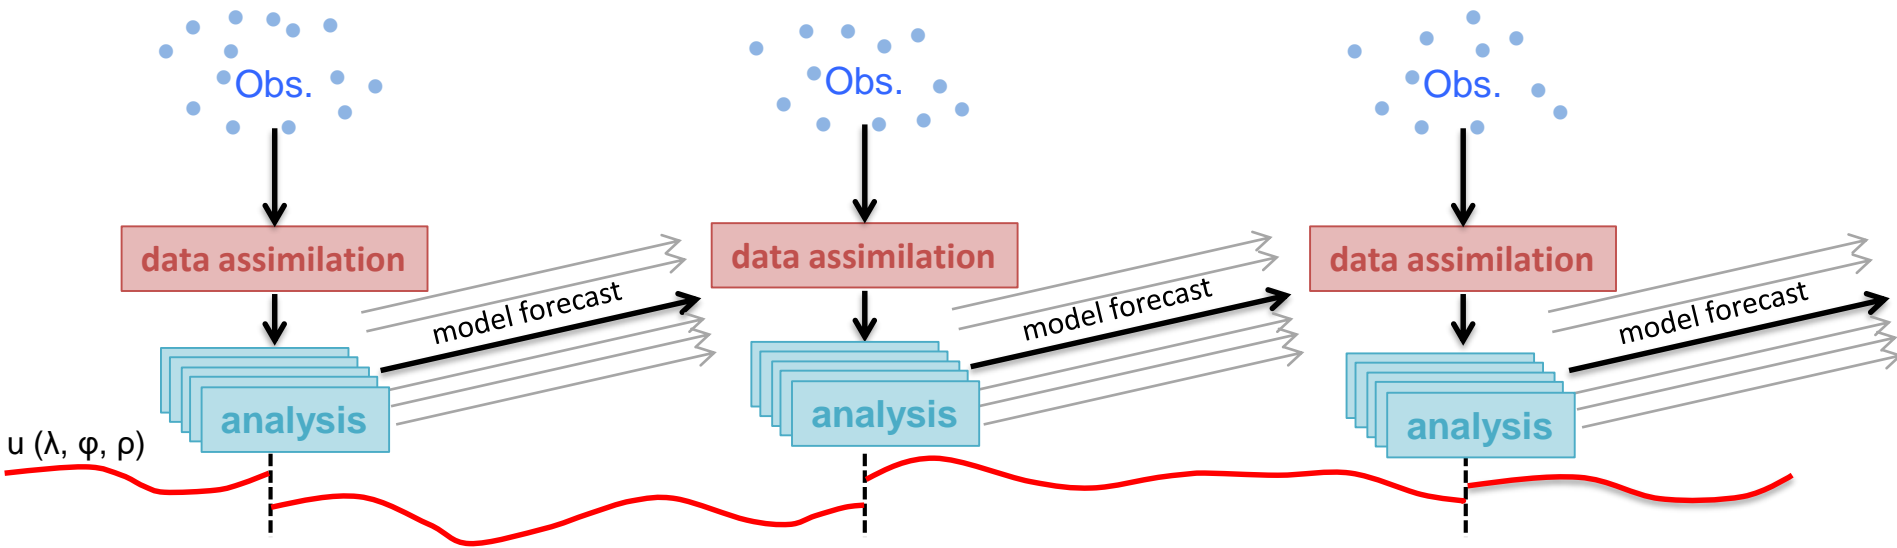 Obs.
Obs.
Obs.
data assimilation
data assimilation
data assimilation
model forecast
model forecast
model forecast
analysis
analysis
analysis
u (λ, φ, ρ)